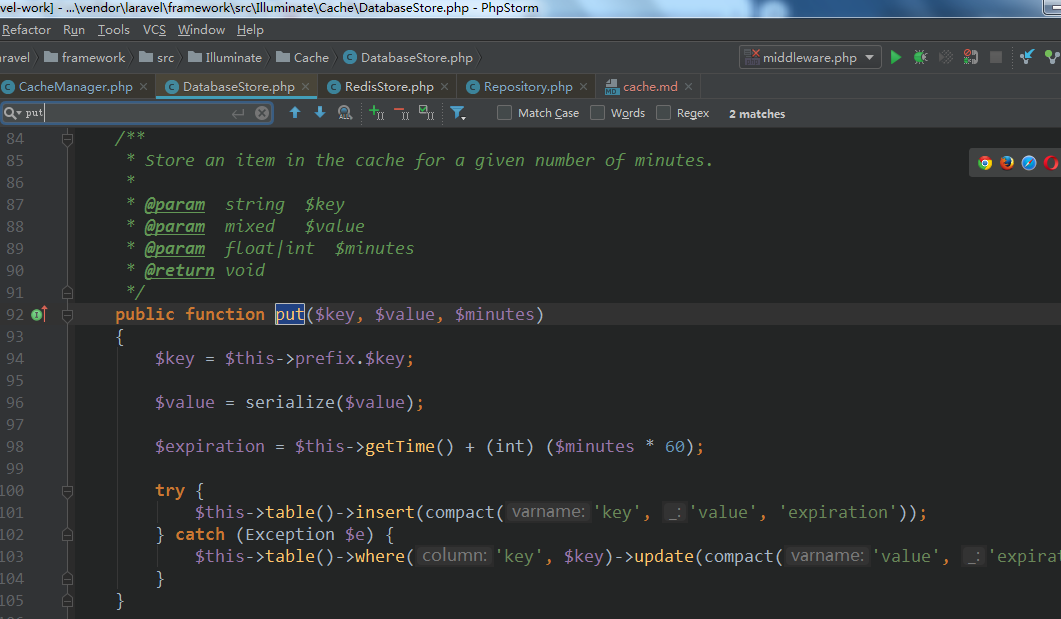 vel-work] - ...\vendor\laravel\framework\src\Illuminate\Cache\DatabaseStore.php - PhpStorm
Refactor Run Tools VCS Window Help
aravel framework src Illuminate Cache DatabaseStore.php middleware.php
CacheManager.php DatabaseStore.php RedisStore.php Repository.php cache.md
put Match Case Words Regex 2 matches
84 /**
85 * Store an item in the cache for a given number of minutes.
86 *
87 * @param string $key
88 * @param mixed $value
89 * @param float|int $minutes
90 * @return void
91 */
92 public function put($key, $value, $minutes)
93 {
94 $key = $this->prefix.$key;
95
96 $value = serialize($value);
97
98 $expiration = $this->getTime() + (int) ($minutes * 60);
99
100 try {
101 $this->table()->insert(compact( varname: 'key', _: 'value', 'expiration'));
102 } catch (Exception $e) {
103 $this->table()->where( column: 'key', $key)->update(compact( varname: 'value', _: 'expirat
104 }
105 }